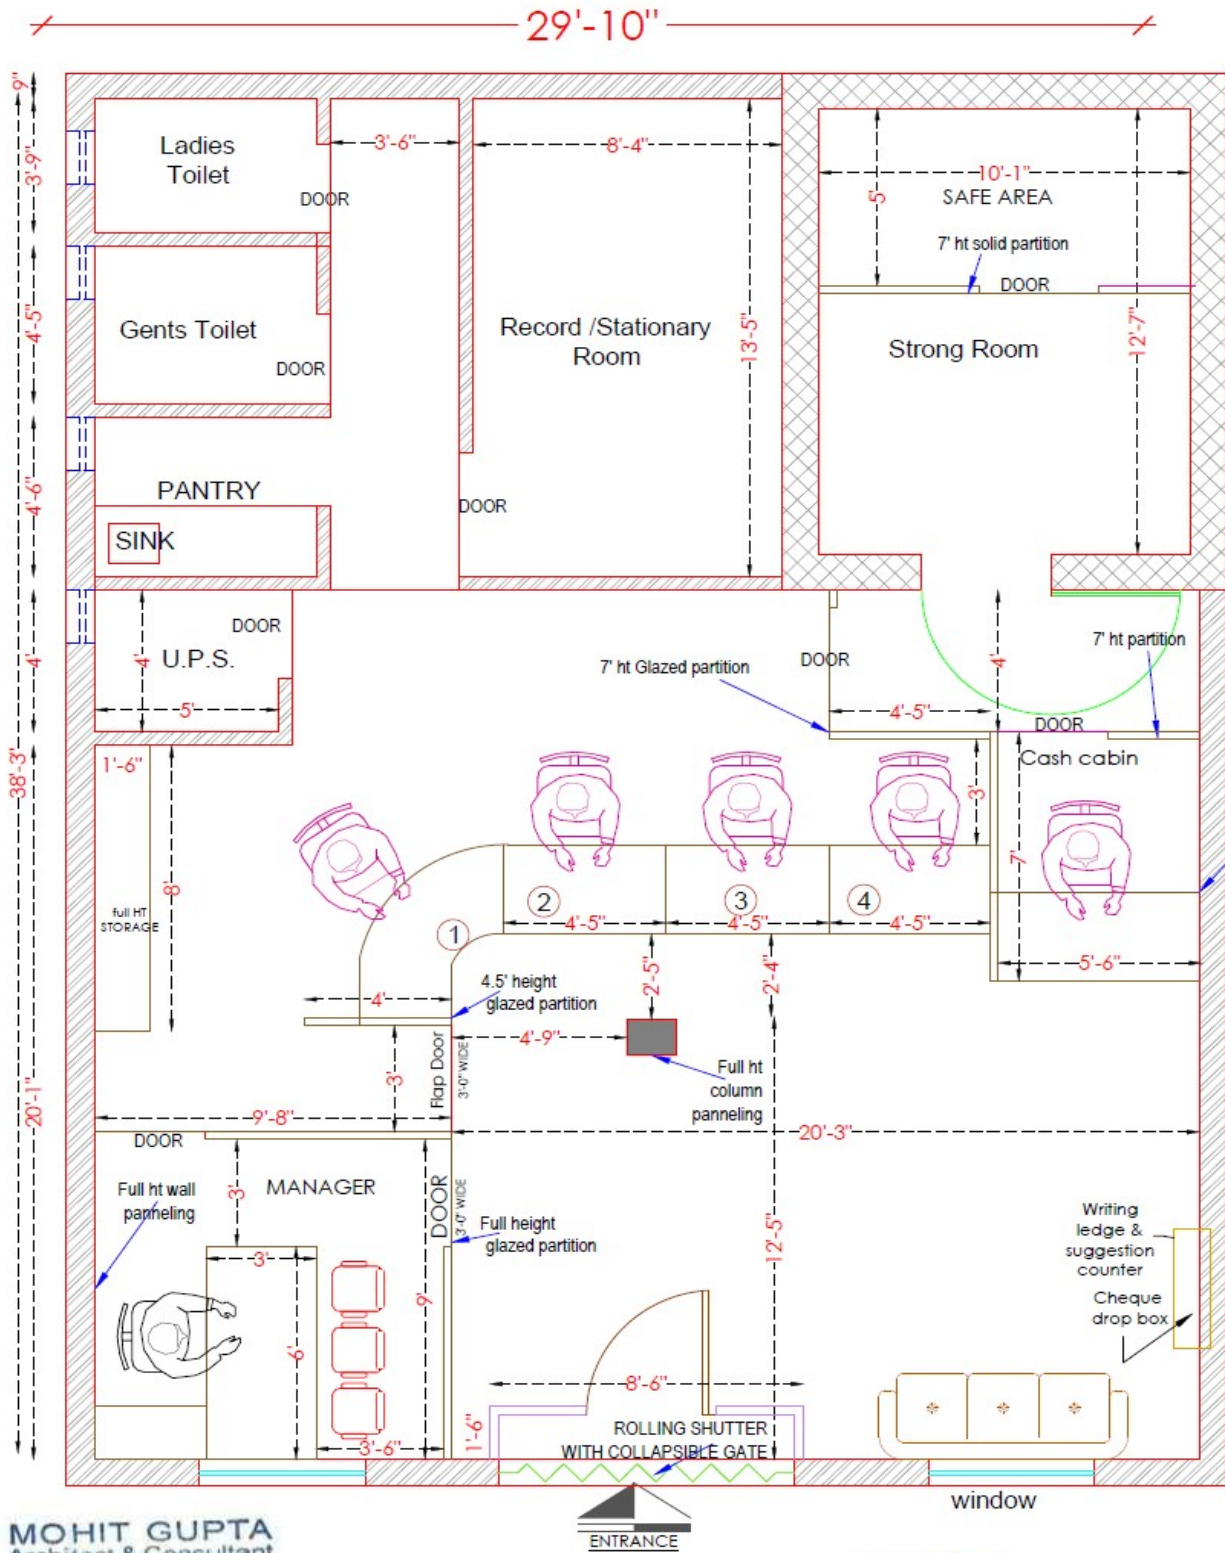 29'-10"
9"
Ladies
Toilet
3'-6"
8'-4"
10'-1"
SAFE AREA
3'-9"
5'
DOOR
7' ht solid partition
DOOR
4'-5"
Gents Toilet
Record /Stationary
Room
13'-5"
12'-7"
Strong Room
DOOR
4'-6"
PANTRY
DOOR
SINK
DOOR
4'
4'
U.P.S.
7' ht Glazed partition
DOOR
4'
7' ht partition
5'
4'-5"
DOOR
38'-3"
1'-6"
Cash cabin
3'
7'
8'
full HT
STORAGE
1
2
3
4
4'-5"
4'-5"
4'-5"
5'-6"
4.5' height
glazed partition
4'
2'-5"
2'-4"
4'-9"
Flap Door
3'-0" WIDE
3'
Full ht
column
panneling
20'-1"
9'-8"
20'-3"
DOOR
3'
MANAGER
DOOR
3'-0" WIDE
Full ht wall
panneling
Full height
glazed partition
12'-5"
Writing
ledge &
suggestion
counter
3'
9'
Cheque
drop box
6'
8'-6"
3'-6"
1'-6"
ROLLING SHUTTER
WITH COLLAPSIBLE GATE
window
ENTRANCE
MOHIT GUPTA
Architect & Consultant